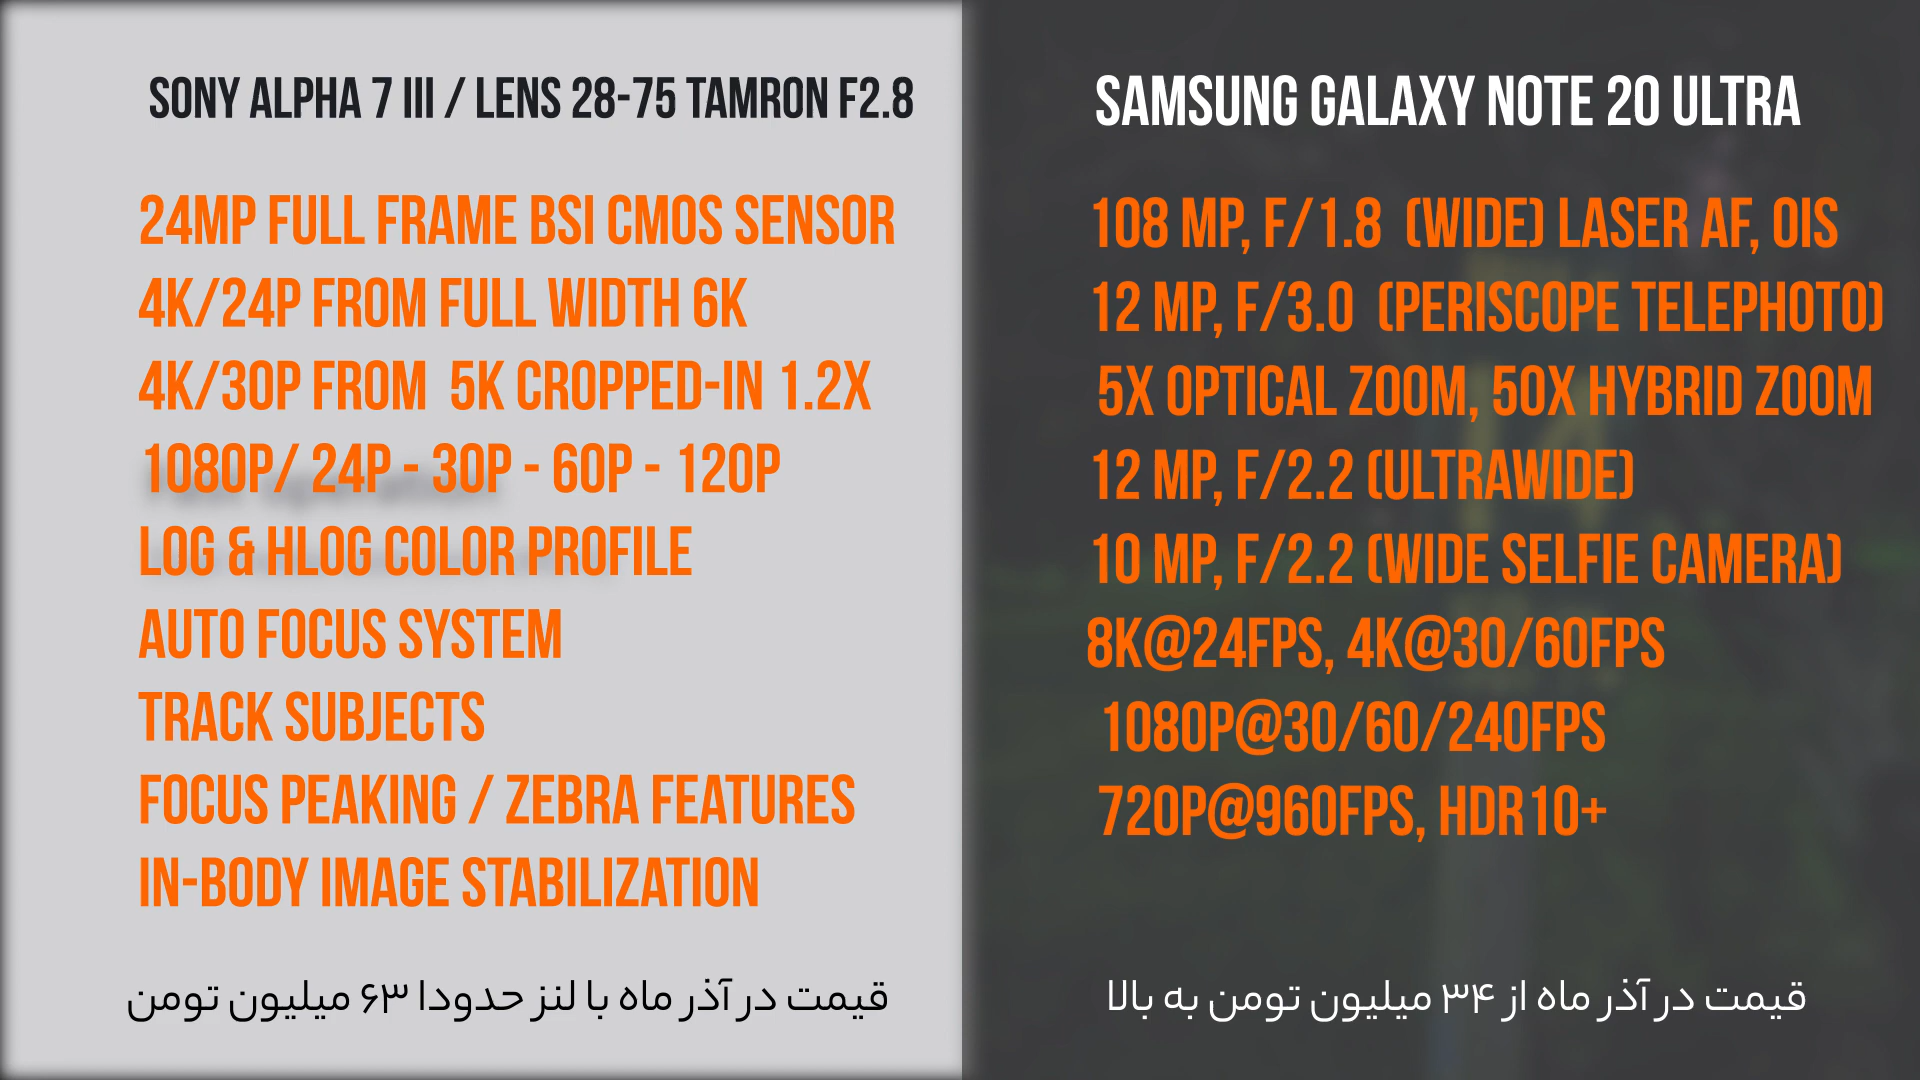 SONY ALPHA 7 III / LENS 28-75 TAMRON F2.8
24MP FULL FRAME BSI CMOS SENSOR
4K/24P FROM FULL WIDTH 6K
4K/30P FROM 5K CROPPED-IN 1.2X
1080P/ 24P - 30P - 60P - 120P
LOG & HLOG COLOR PROFILE
AUTO FOCUS SYSTEM
TRACK SUBJECTS
FOCUS PEAKING / ZEBRA FEATURES
IN-BODY IMAGE STABILIZATION
قیمت در آذر ماه با لنز حدودا ۶۳ میلیون تومن
SAMSUNG GALAXY NOTE 20 ULTRA
108 MP, F/1.8 (WIDE) LASER AF, OIS
12 MP, F/3.0 (PERISCOPE TELEPHOTO)
5X OPTICAL ZOOM, 50X HYBRID ZOOM
12 MP, F/2.2 (ULTRAWIDE)
10 MP, F/2.2 (WIDE SELFIE CAMERA)
8K@24FPS, 4K@30/60FPS
1080P@30/60/240FPS
720P@960FPS, HDR10+
قیمت در آذر ماه از ۳۴ میلیون تومن به بالا